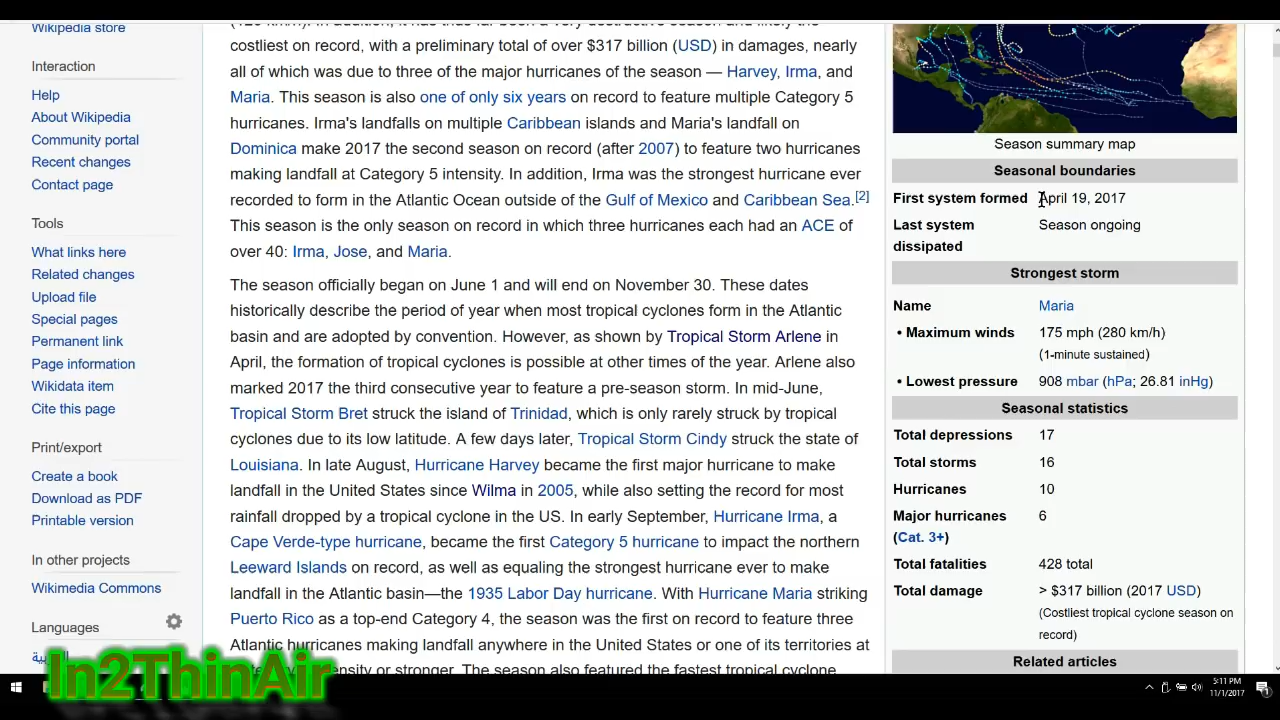 Wikipedia store
Interaction
Help
About Wikipedia
Community portal
Recent changes
Contact page
Tools
What links here
Related changes
Upload file
Special pages
Permanent link
Page information
Wikidata item
Cite this page
Print/export
Create a book
Download as PDF
Printable version
In other projects
Wikimedia Commons
Languages
costliest on record, with a preliminary total of over $317 billion (USD) in damages, nearly
all of which was due to three of the major hurricanes of the season — Harvey, Irma, and
Maria. This season is also one of only six years on record to feature multiple Category 5
hurricanes. Irma's landfalls on multiple Caribbean islands and Maria's landfall on
Dominica make 2017 the second season on record (after 2007) to feature two hurricanes
making landfall at Category 5 intensity. In addition, Irma was the strongest hurricane ever
recorded to form in the Atlantic Ocean outside of the Gulf of Mexico and Caribbean Sea.[2]
This season is the only season on record in which three hurricanes each had an ACE of
over 40: Irma, Jose, and Maria.
The season officially began on June 1 and will end on November 30. These dates
historically describe the period of year when most tropical cyclones form in the Atlantic
basin and are adopted by convention. However, as shown by Tropical Storm Arlene in
April, the formation of tropical cyclones is possible at other times of the year. Arlene also
marked 2017 the third consecutive year to feature a pre-season storm. In mid-June,
Tropical Storm Bret struck the island of Trinidad, which is only rarely struck by tropical
cyclones due to its low latitude. A few days later, Tropical Storm Cindy struck the state of
Louisiana. In late August, Hurricane Harvey became the first major hurricane to make
landfall in the United States since Wilma in 2005, while also setting the record for most
rainfall dropped by a tropical cyclone in the US. In early September, Hurricane Irma, a
Cape Verde-type hurricane, became the first Category 5 hurricane to impact the northern
Leeward Islands on record, as well as equaling the strongest hurricane ever to make
landfall in the Atlantic basin—the 1935 Labor Day hurricane. With Hurricane Maria striking
Puerto Rico as a top-end Category 4, the season was the first on record to feature three
Atlantic hurricanes making landfall anywhere in the United States or one of its territories at
intensity or stronger. The season also featured the fastest tropical cyclone
Season summary map
Seasonal boundaries
First system formed April 19, 2017
Last system Season ongoing
dissipated
Strongest storm
Name Maria
• Maximum winds 175 mph (280 km/h)
(1-minute sustained)
• Lowest pressure 908 mbar (hPa; 26.81 inHg)
Seasonal statistics
Total depressions 17
Total storms 16
Hurricanes 10
Major hurricanes 6
(Cat. 3+)
Total fatalities 428 total
Total damage > $317 billion (2017 USD)
(Costliest tropical cyclone season on
record)
Related articles
In2ThinAir
5:11 PM
11/1/2017